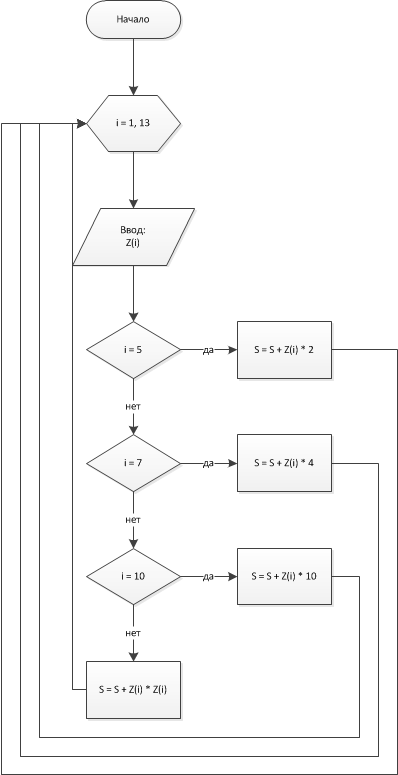 Начало
i = 1, 13
Ввод:
Z(i)
i = 5
да
S = S + Z(i) * 2
нет
i = 7
да
S = S + Z(i) * 4
нет
i = 10
да
S = S + Z(i) * 10
нет
S = S + Z(i) * Z(i)